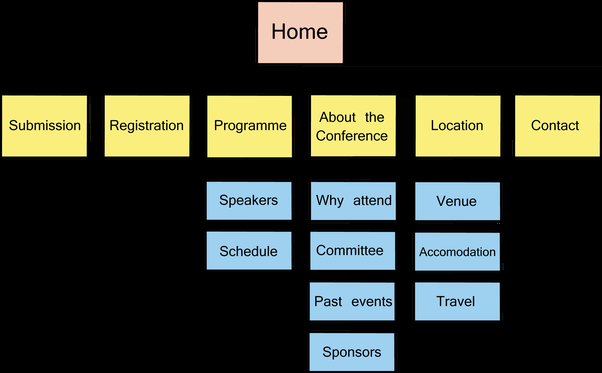 Home
Submission
Registration
Programme
About the
Conference
Location
Contact
Speakers
Why attend
Venue
Schedule
Committee
Accomodation
Past events
Travel
Sponsors